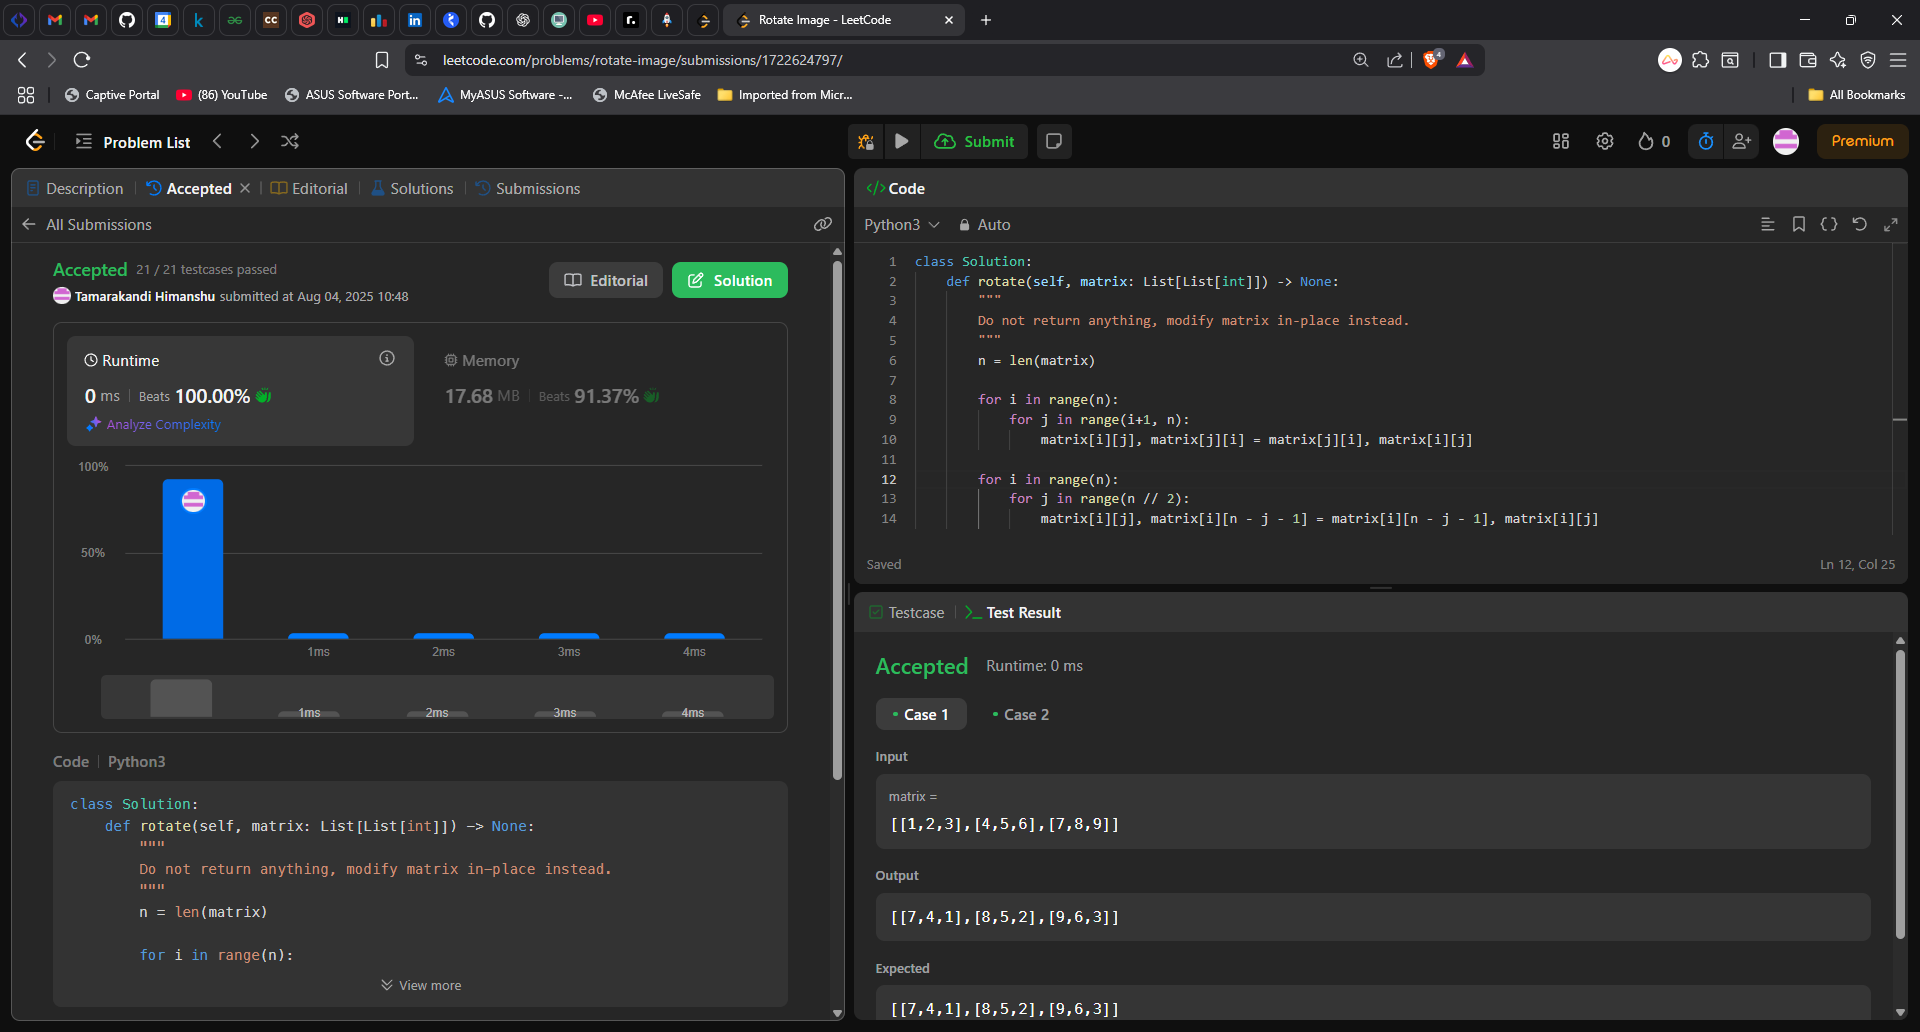 Rotate Image - LeetCode
leetcode.com/problems/rotate-image/submissions/1722624797/
4
Captive Portal
(86) YouTube
ASUS Software Port...
MyASUS Software -...
McAfee LiveSafe
Imported from Micr...
All Bookmarks
Problem List
Submit
0
Premium
Description
Accepted
Editorial
Solutions
Submissions
All Submissions
Accepted 21 / 21 testcases passed
Tamarakandi Himanshu submitted at Aug 04, 2025 10:48
Editorial
Solution
Runtime
0 ms Beats 100.00%
Analyze Complexity
Memory
17.68 MB Beats 91.37%
100%
50%
0%
1ms 2ms 3ms 4ms
1ms 2ms 3ms 4ms
Code Python3
class Solution:
def rotate(self, matrix: List[List[int]]) -> None:
"""
Do not return anything, modify matrix in-place instead.
"""
n = len(matrix)
for i in range(n):
View more
</> Code
Python3 Auto
1 class Solution:
2 def rotate(self, matrix: List[List[int]]) -> None:
3 """
4 Do not return anything, modify matrix in-place instead.
5 """
6 n = len(matrix)
7
8 for i in range(n):
9 for j in range(i+1, n):
10 matrix[i][j], matrix[j][i] = matrix[j][i], matrix[i][j]
11
12 for i in range(n):
13 for j in range(n // 2):
14 matrix[i][j], matrix[i][n - j - 1] = matrix[i][n - j - 1], matrix[i][j]
Saved
Ln 12, Col 25
Testcase
Test Result
Accepted Runtime: 0 ms
Case 1
Case 2
Input
matrix =
[[1,2,3],[4,5,6],[7,8,9]]
Output
[[7,4,1],[8,5,2],[9,6,3]]
Expected
[[7,4,1],[8,5,2],[9,6,3]]